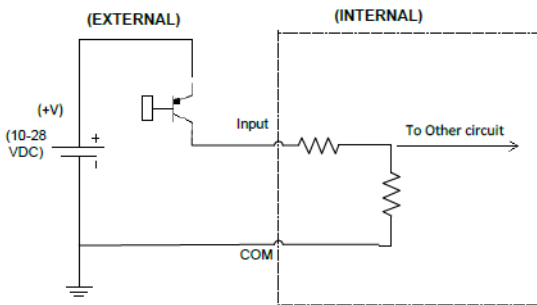 (EXTERNAL)
(INTERNAL)
(+V)
(10-28
VDC)
+
Input
To Other circuit
COM